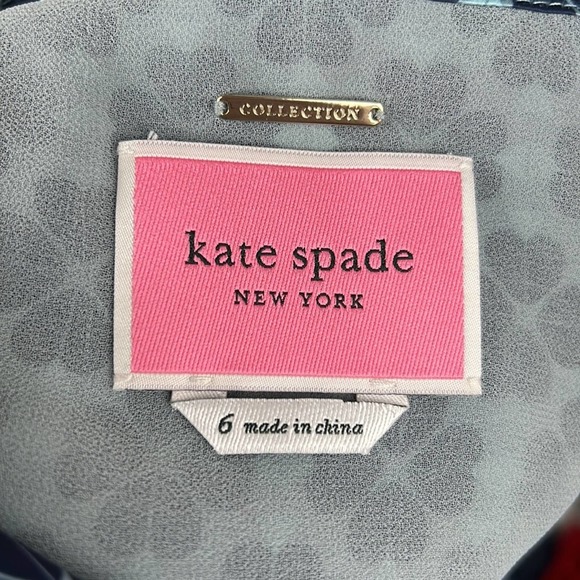 COLLECTION
kate spade
NEW YORK
6 made in china